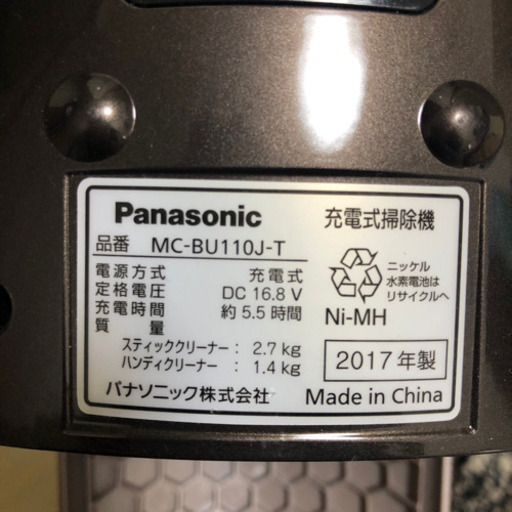 Panasonic 充電式掃除機
品番 MC-BU110J-T
電源方式 充電式
定格電圧 DC 16.8 V
充電時間 約 5.5 時間
質量
スティッククリーナー : 2.7 kg
ハンディクリーナー : 1.4 kg
パナソニック株式会社
ニッケル
水素電池は
リサイクルへ
Ni-MH
2017 年製
Made in China